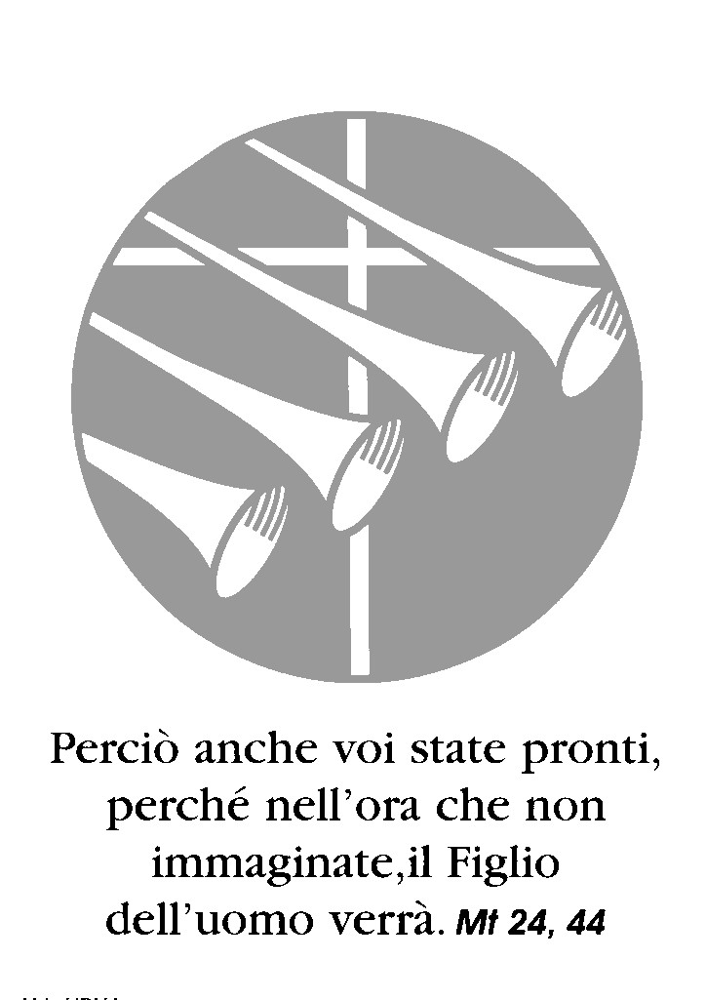 Perciò anche voi state pronti,
perché nell'ora che non
immaginate,il Figlio
dell'uomo verrà. Mt 24, 44